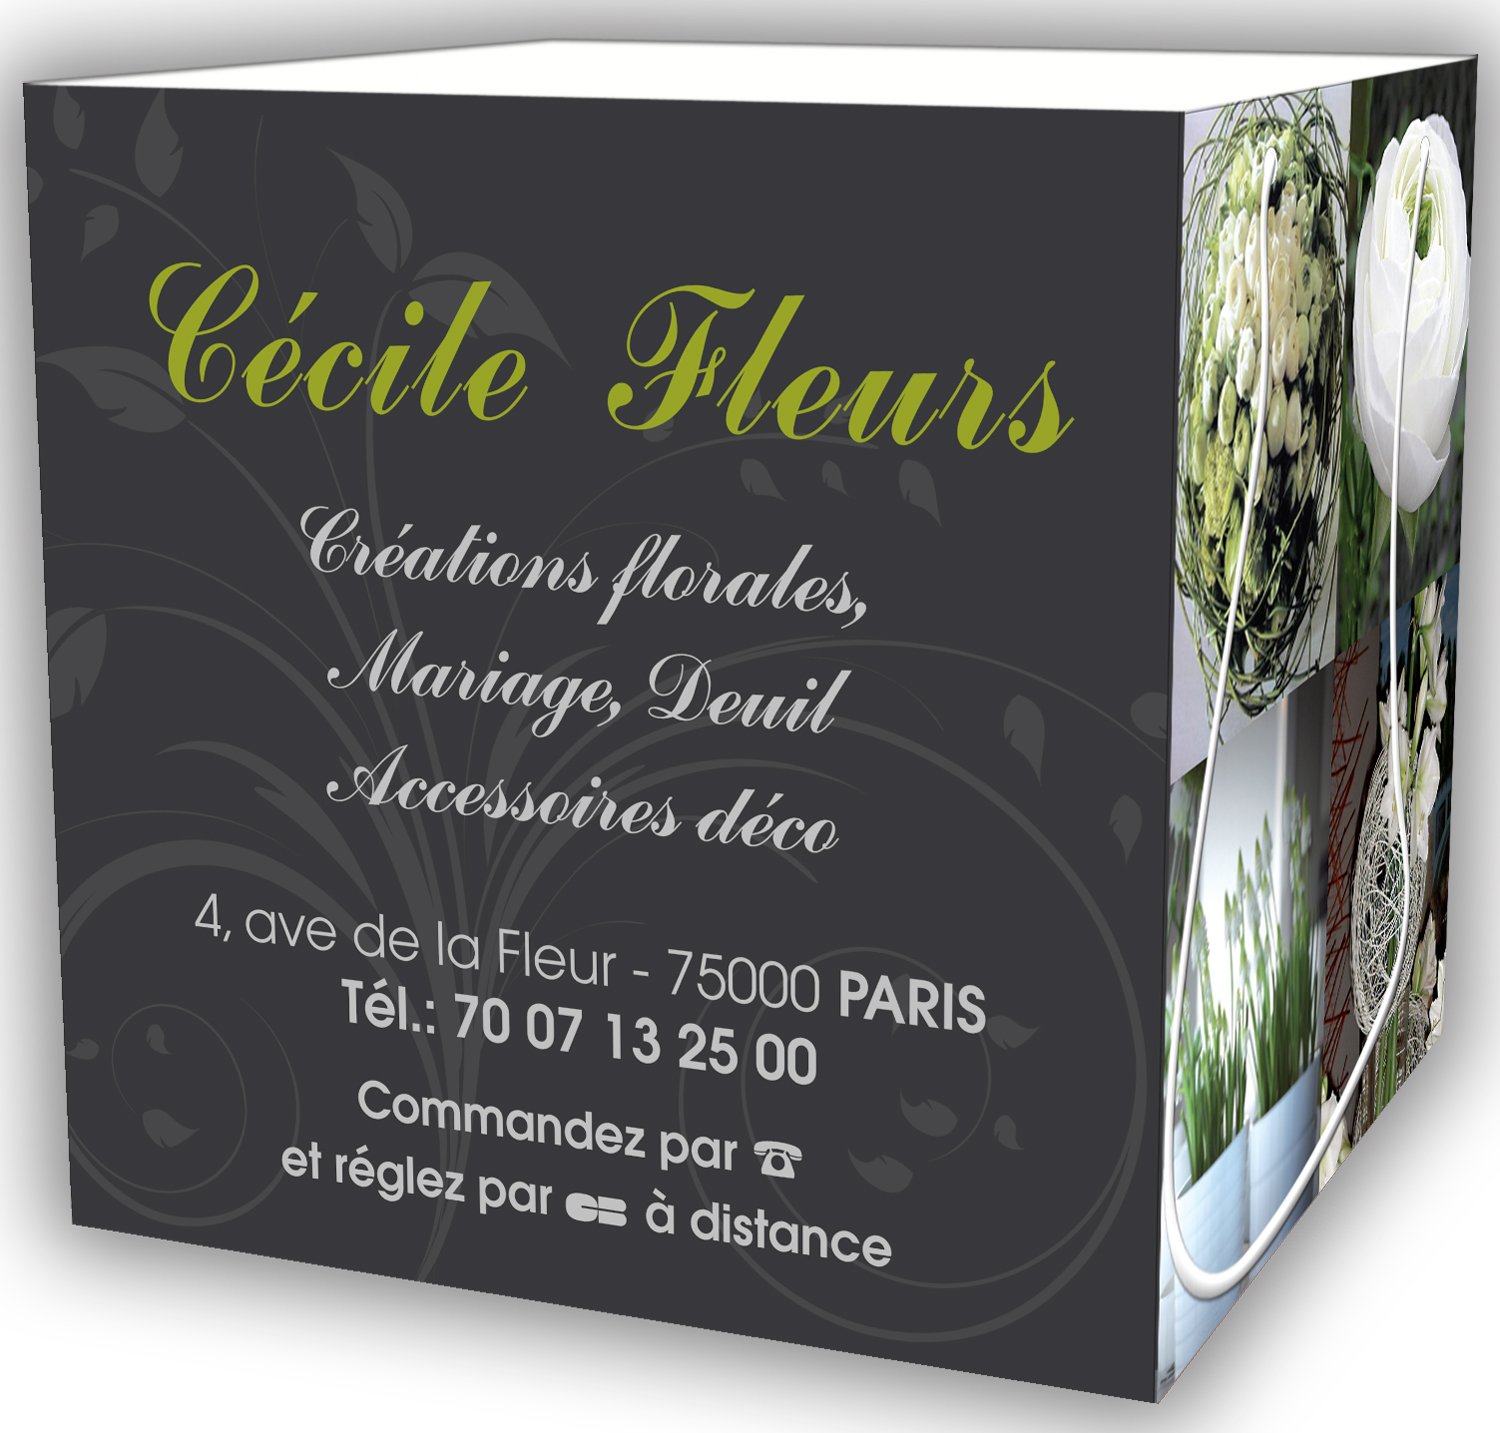 Cécile Fleurs
Créations florales,
Mariage, Deuil
Accessoires déco
4, ave de la Fleur - 75000 PARIS
Tél.: 70 07 13 25 00
Commandez par ☎
et réglez par CB à distance